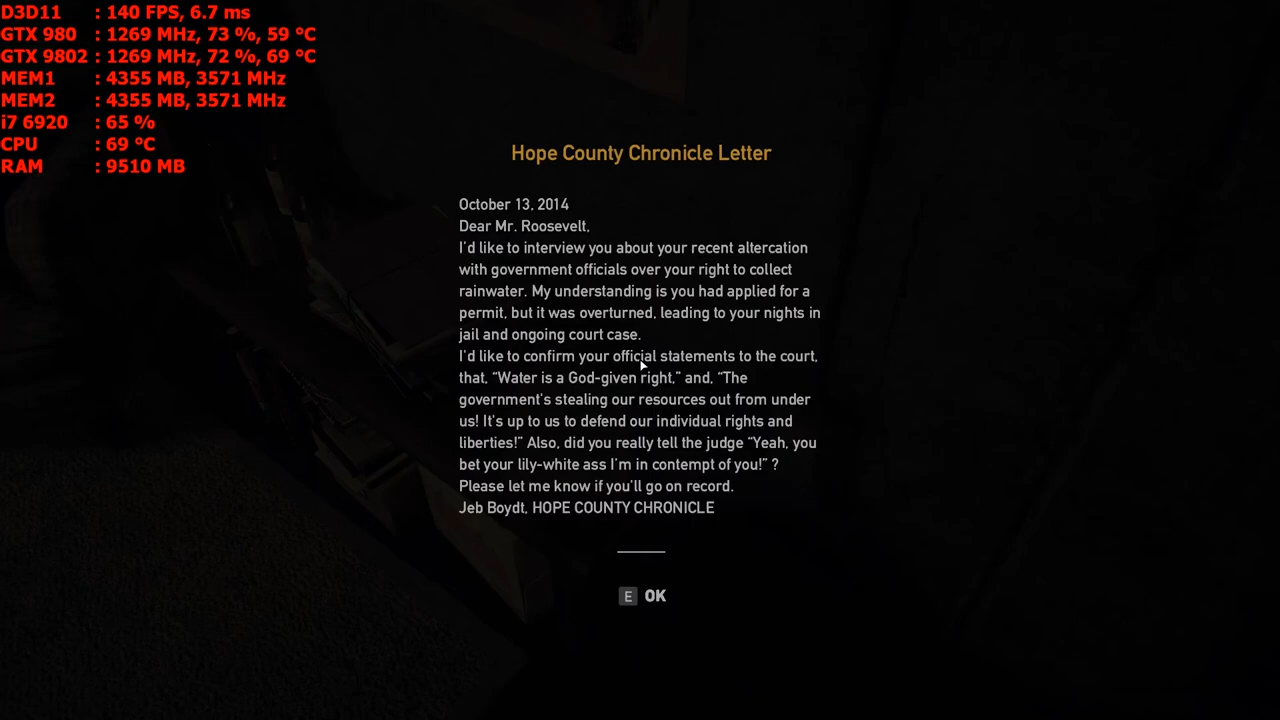 D3D11 : 140 FPS, 6.7 ms
GTX 980 : 1269 MHz, 73 %, 59 °C
GTX 9802 : 1269 MHz, 72 %, 69 °C
MEM1 : 4355 MB, 3571 MHz
MEM2 : 4355 MB, 3571 MHz
i7 6920 : 65 %
CPU : 69 °C
RAM : 9510 MB
Hope County Chronicle Letter
October 13, 2014
Dear Mr. Roosevelt,
I'd like to interview you about your recent altercation
with government officials over your right to collect
rainwater. My understanding is you had applied for a
permit, but it was overturned, leading to your nights in
jail and ongoing court case.
I'd like to confirm your official statements to the court,
that, “Water is a God-given right,” and, “The
government's stealing our resources out from under
us! It's up to us to defend our individual rights and
liberties!” Also, did you really tell the judge “Yeah, you
bet your lily-white ass I'm in contempt of you!” ?
Please let me know if you'll go on record.
Jeb Boydt, HOPE COUNTY CHRONICLE
E OK